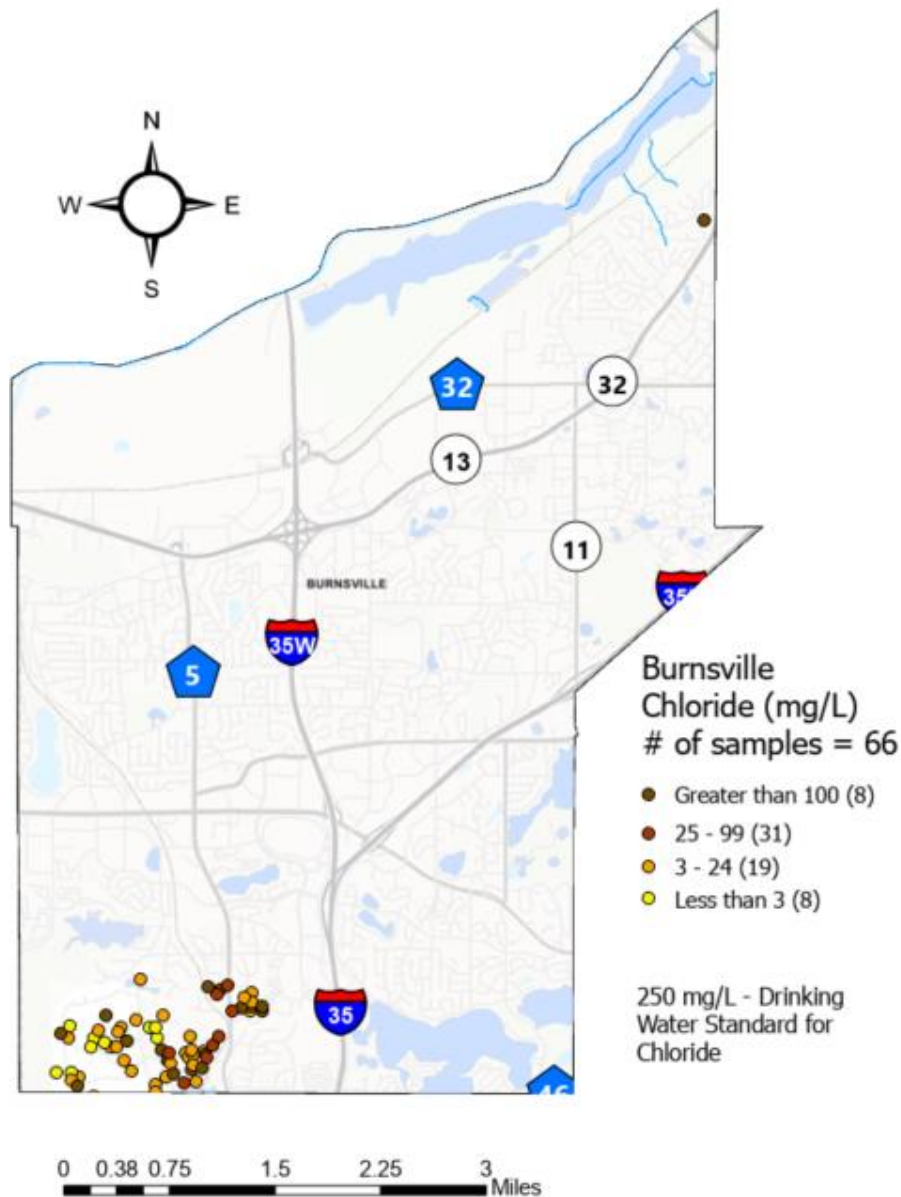 N
W E
S
32
32
13
11
BURNSVILLE
35W
5
Burnsville
Chloride (mg/L)
# of samples = 66
Greater than 100 (8)
25 - 99 (31)
3 - 24 (19)
Less than 3 (8)
35
250 mg/L - Drinking
Water Standard for
Chloride
0 0.38 0.75 1.5 2.25 3
Miles